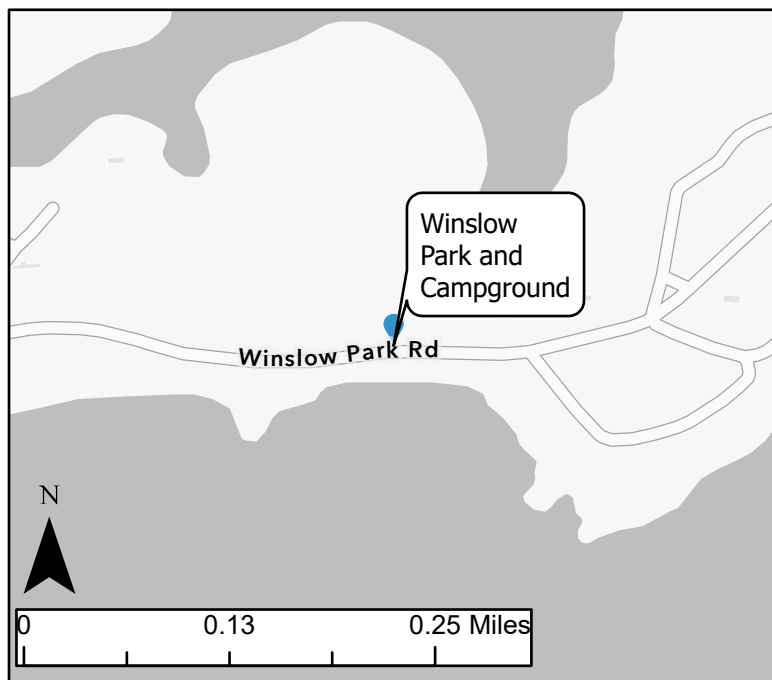 Winslow
Park and
Campground
Winslow Park Rd
N
0 0.13 0.25 Miles